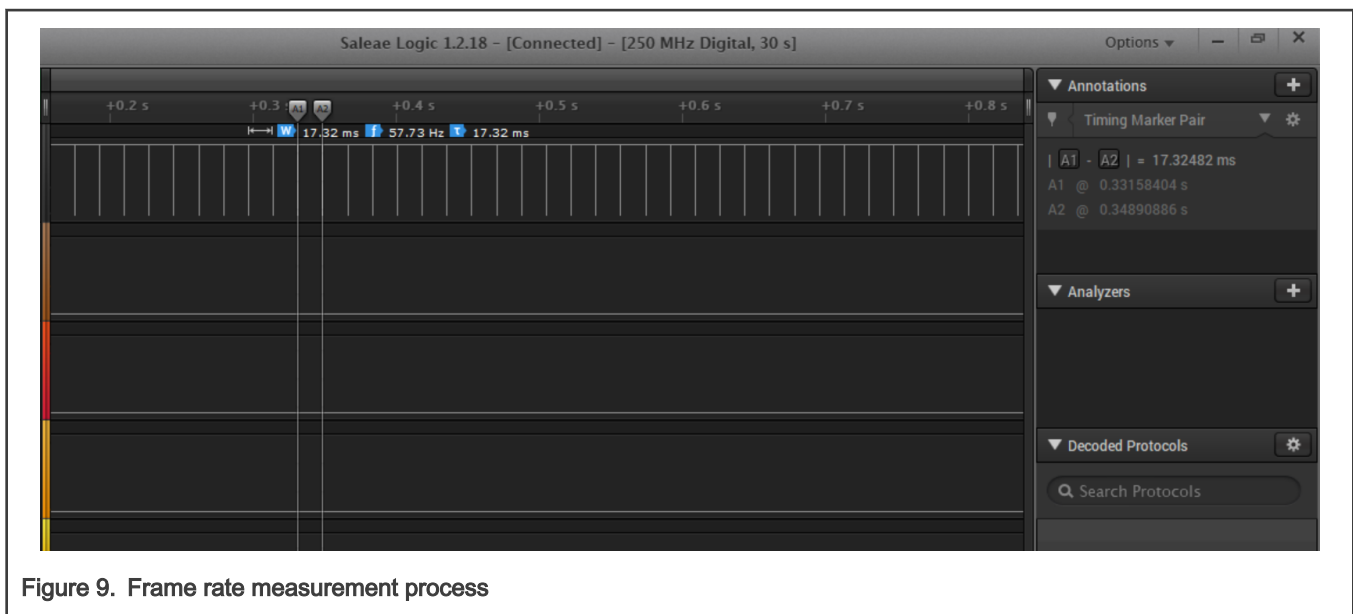 Saleae Logic 1.2.18 - [Connected] - [250 MHz Digital, 30 s]
Options
+0.2 s +0.3 s A1 A2 +0.4 s +0.5 s +0.6 s +0.7 s +0.8 s
W 17.32 ms f 57.73 Hz T 17.32 ms
Annotations
Timing Marker Pair
| A1 - A2 | = 17.32482 ms
A1 @ 0.33158404 s
A2 @ 0.34890886 s
Analyzers
Decoded Protocols
Search Protocols
Figure 9. Frame rate measurement process